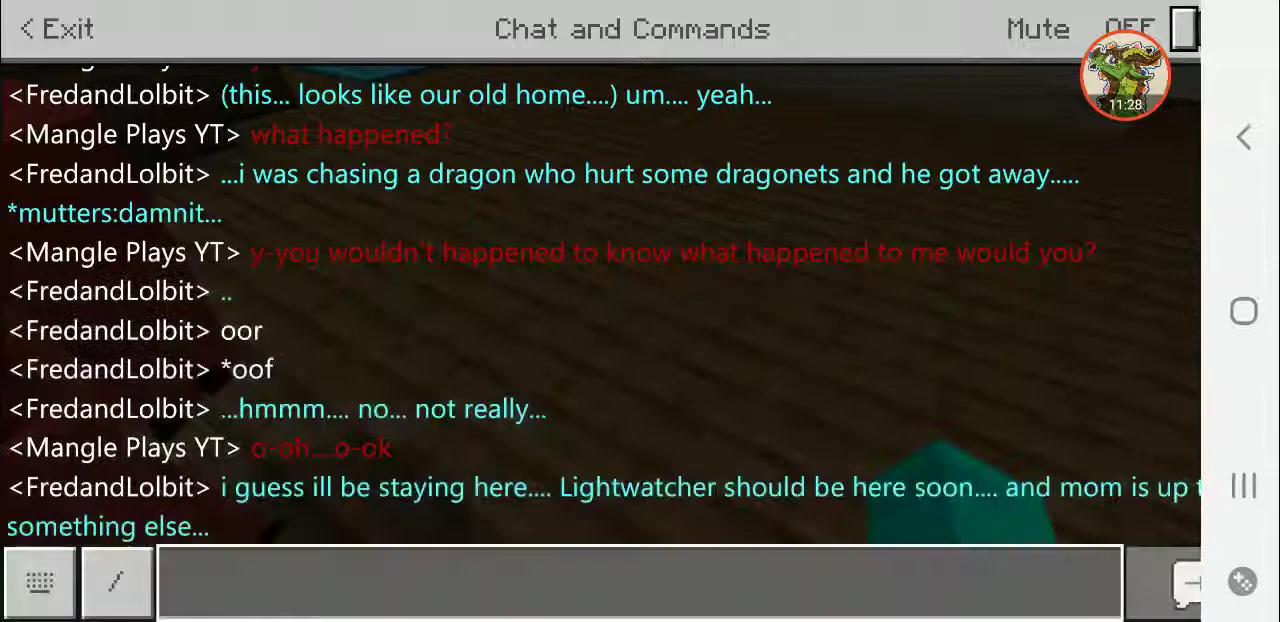 < Exit
Chat and Commands
Mute OFF
11:28
<FredandLolbit> (this... looks like our old home....) um.... yeah...
<Mangle Plays YT> what happened?
<FredandLolbit> ...i was chasing a dragon who hurt some dragonets and he got away.....
*mutters:damnit...
<Mangle Plays YT> y-you wouldn't happened to know what happened to me would you?
<FredandLolbit> ..
<FredandLolbit> oor
<FredandLolbit> *oof
<FredandLolbit> ...hmmm.... no... not really...
<Mangle Plays YT> o-oh....o-ok
<FredandLolbit> i guess ill be staying here.... Lightwatcher should be here soon.... and mom is up
something else...
/